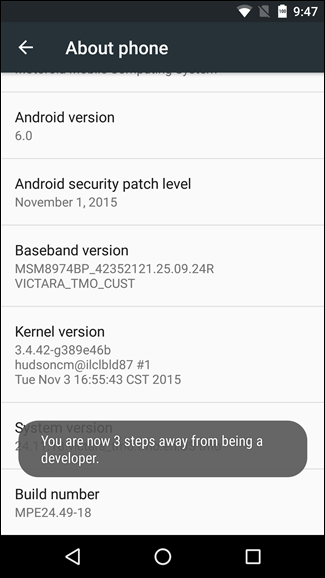 100
9:47
About phone
Android version
6.0
Android security patch level
November 1, 2015
Baseband version
MSM8974BP_42352121.25.09.24R
VICTARA_TMO_CUST
Kernel version
3.4.42-g389e46b
hudsoncm@ilclbld87 #1
Tue Nov 3 16:55:43 CST 2015
System version
You are now 3 steps away from being a
developer.
Build number
MPE24.49-18